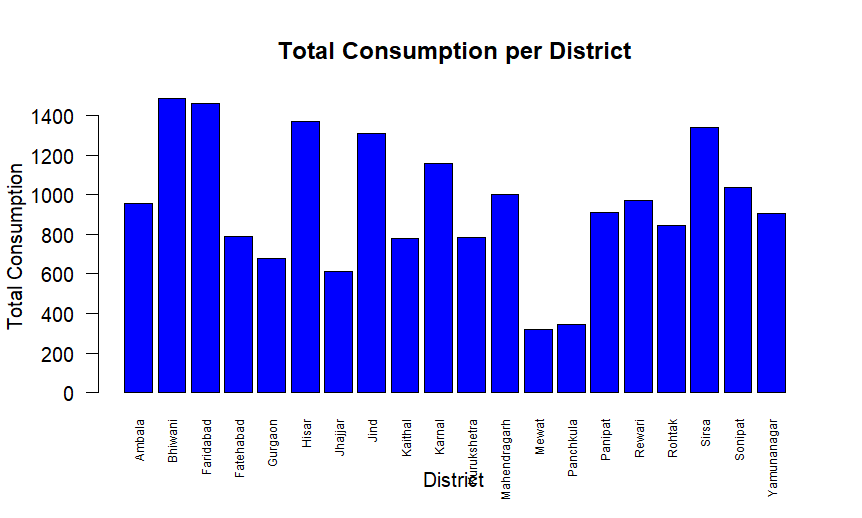 Total Consumption per District
Total Consumption
1400
1200
1000
800
600
400
200
0
Ambala
Bhiwani
Faridabad
Fatehabad
Gurgaon
Hisar
Jhajjar
Jind
Kaithal
Karnal
Kurukshetra
Mahendragarh
Mewat
Panchkula
Panipat
Rewari
Rohtak
Sirsa
Sonipat
Yamunanagar
District